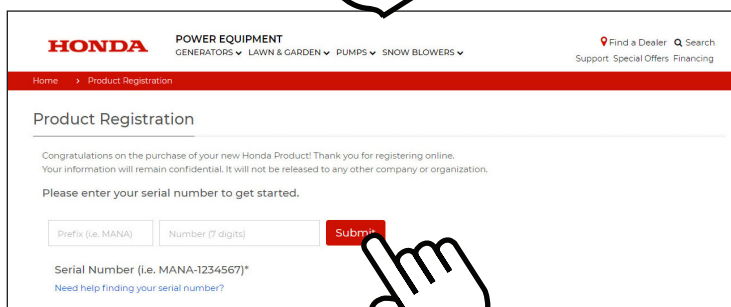 HONDA
POWER EQUIPMENT
GENERATORS LAWN & GARDEN PUMPS SNOW BLOWERS
Find a Dealer Search
Support Special Offers Financing
Home > Product Registration
Product Registration
Congratulations on the purchase of your new Honda Product! Thank you for registering online.
Your information will remain confidential. It will not be released to any other company or organization.
Please enter your serial number to get started.
Prefix (i.e. MANA) Number (7 digits) Submit
Serial Number (i.e. MANA-1234567)*
Need help finding your serial number?